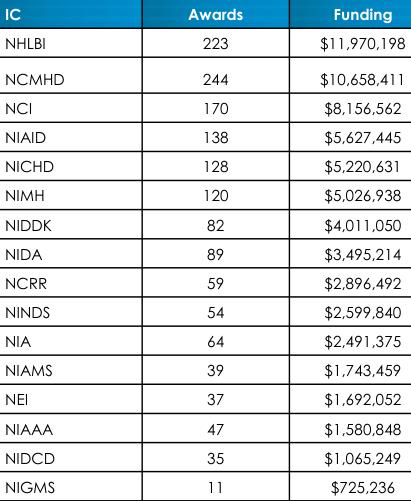 IC Awards Funding
NHLBI 223 $11,970,198
NCMHD 244 $10,658,411
NCI 170 $8,156,562
NIAID 138 $5,627,445
NICHD 128 $5,220,631
NIMH 120 $5,026,938
NIDDK 82 $4,011,050
NIDA 89 $3,495,214
NCRR 59 $2,896,492
NINDS 54 $2,599,840
NIA 64 $2,491,375
NIAMS 39 $1,743,459
NEI 37 $1,692,052
NIAAA 47 $1,580,848
NIDCD 35 $1,065,249
NIGMS 11 $725,236